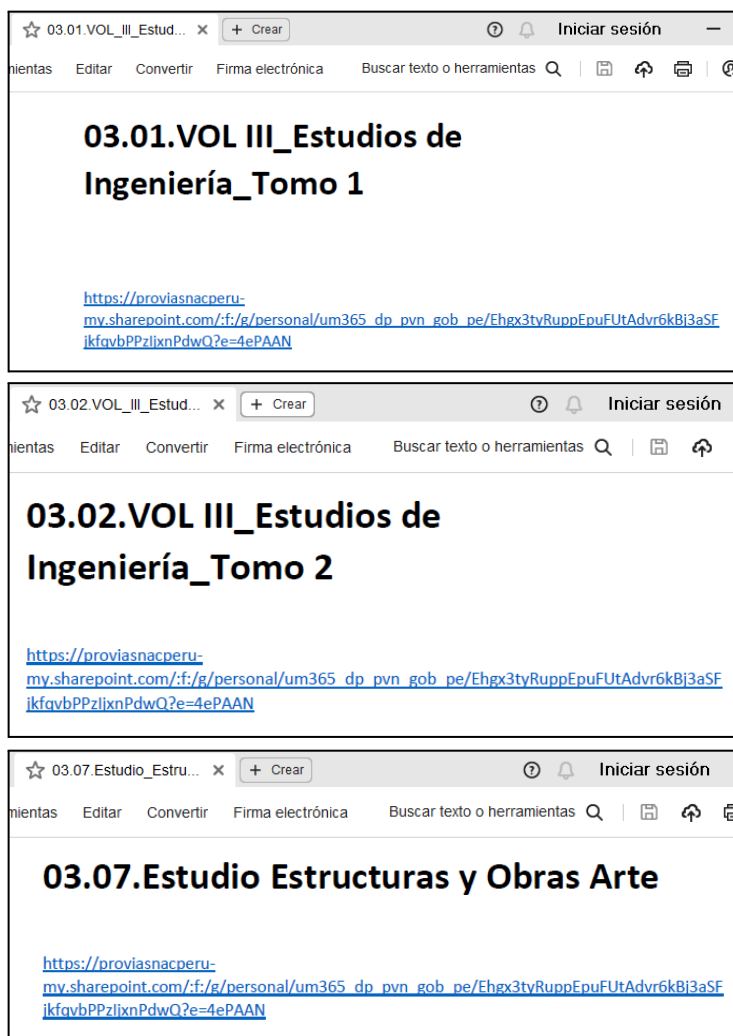 03.01.VOL_III_Estud... × + Crear Iniciar sesión
nientas Editar Convertir Firma electrónica Buscar texto o herramientas
03.01.VOL III_Estudios de
Ingeniería_Tomo 1
https://proviasnacperu-
my.sharepoint.com/:f:/g/personal/um365_dp_pvn_gob_pe/Ehgx3tyRuppEpuFUtAdvr6kBj3aSF
jkfqvbPPzIjxnPdwQ?e=4ePAAN
03.02.VOL_III_Estud... × + Crear Iniciar sesión
nientas Editar Convertir Firma electrónica Buscar texto o herramientas
03.02.VOL III_Estudios de
Ingeniería_Tomo 2
https://proviasnacperu-
my.sharepoint.com/:f:/g/personal/um365_dp_pvn_gob_pe/Ehgx3tyRuppEpuFUtAdvr6kBj3aSF
jkfqvbPPzIjxnPdwQ?e=4ePAAN
03.07.Estudio_Estru... × + Crear Iniciar sesión
mientas Editar Convertir Firma electrónica Buscar texto o herramientas
03.07.Estudio Estructuras y Obras Arte
https://proviasnacperu-
my.sharepoint.com/:f:/g/personal/um365_dp_pvn_gob_pe/Ehgx3tyRuppEpuFUtAdvr6kBj3aSF
jkfqvbPPzIjxnPdwQ?e=4ePAAN